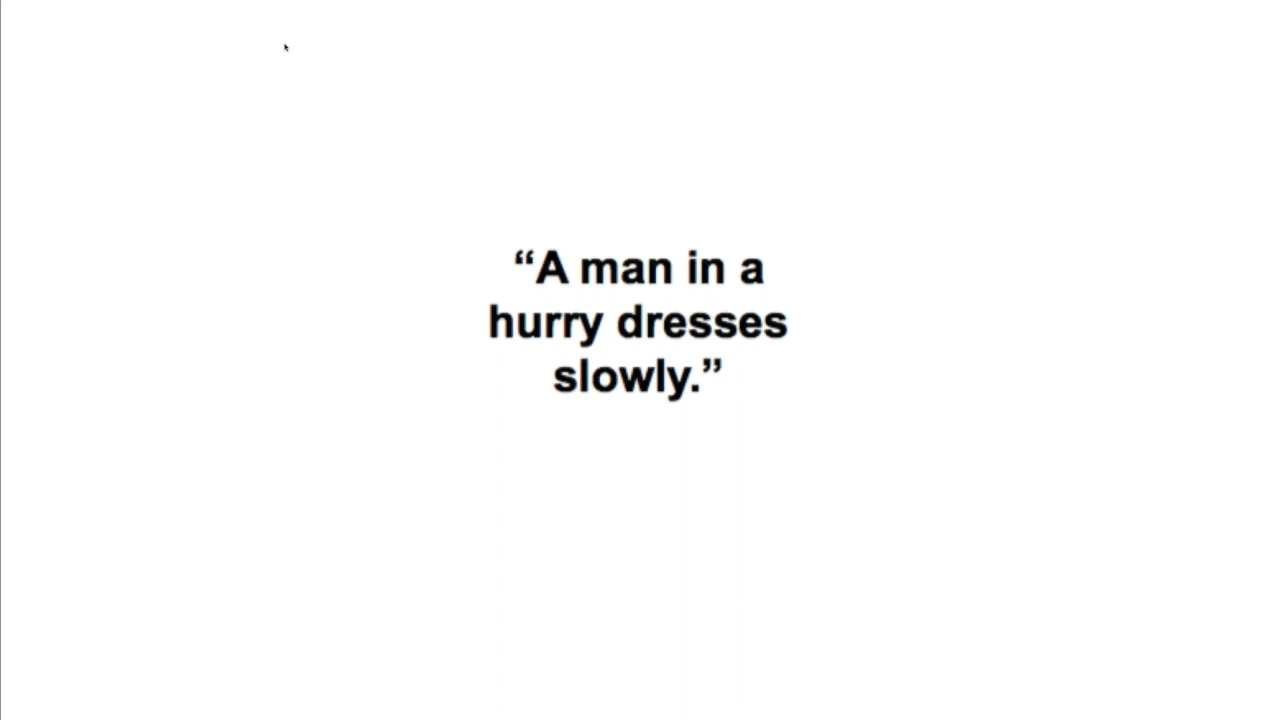 “A man in a
hurry dresses
slowly.”